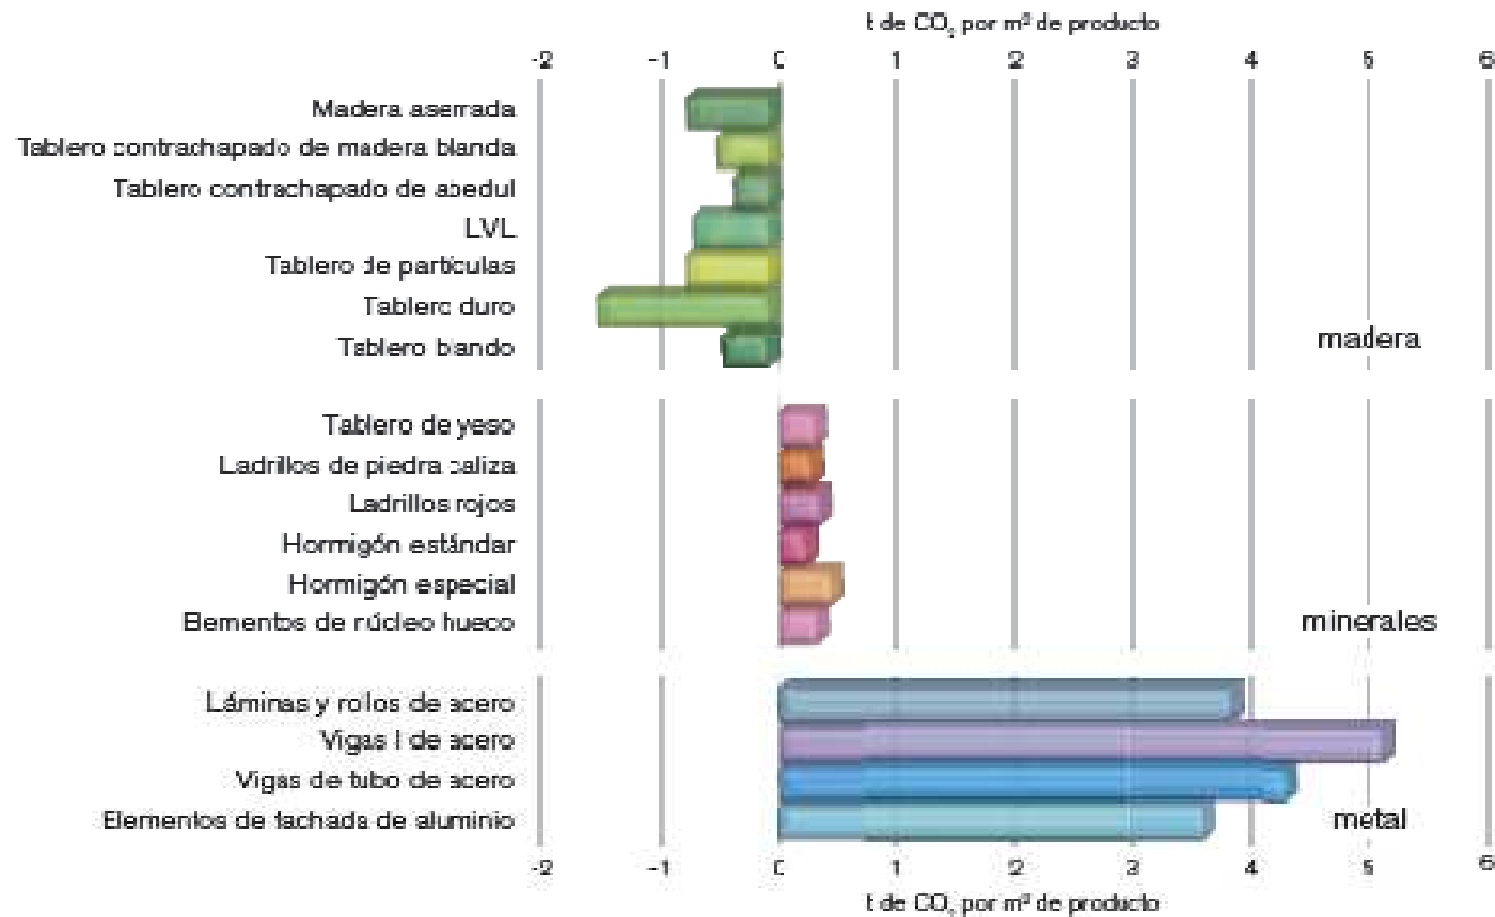 t de CO₂ por m³ de producto
-2 -1 0 1 2 3 4 5 6
Madera aserrada
Tablero contrachapado de madera blanda
Tablero contrachapado de abedul
LVL
Tablero de partículas
Tablero duro
Tablero blando
madera
Tablero de yeso
Ladrillos de piedra caliza
Ladrillos rojos
Hormigón estándar
Hormigón especial
Elementos de núcleo hueco
minerales
Láminas y rollos de acero
Vigas I de acero
Vigas de tubo de acero
Elementos de fachada de aluminio
metal
-2 -1 0 1 2 3 4 5 6
t de CO₂ por m³ de producto